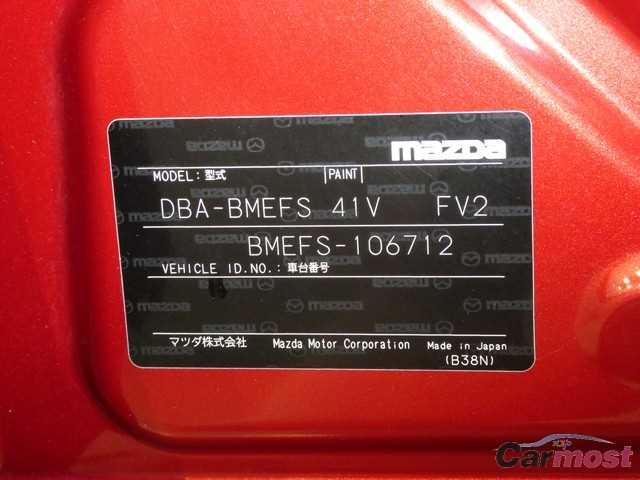 mazda
MODEL: 型式 PAINT
DBA-BMEFS 41V FV2
BMEFS-106712
VEHICLE ID.NO.: 車台番号
マツダ株式会社 Mazda Motor Corporation Made in Japan
(B38N)
Carmost